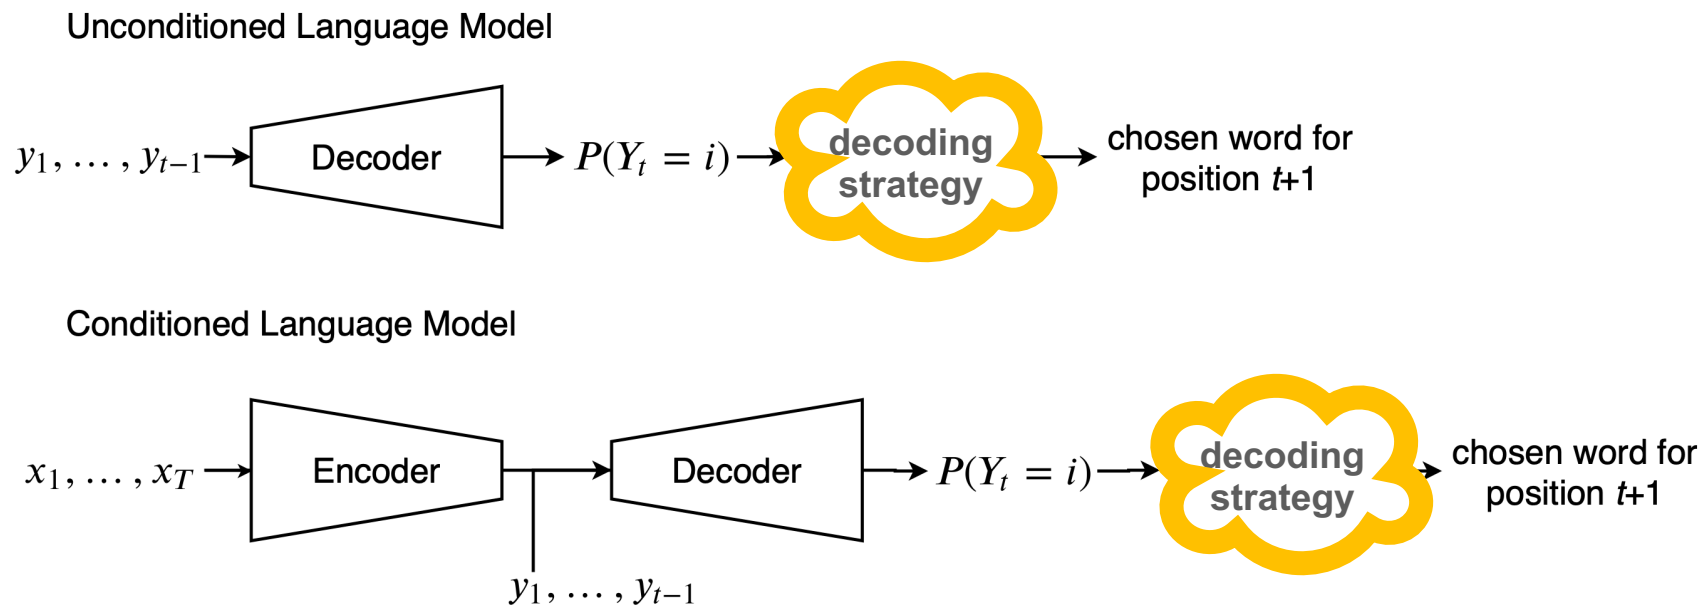 Unconditioned Language Model
y₁, … , yₜ₋₁
Decoder
P(Yₜ = i)
decoding
strategy
chosen word for
position t+1
Conditioned Language Model
x₁, … , x_T
Encoder
Decoder
P(Yₜ = i)
decoding
strategy
chosen word for
position t+1
y₁, … , yₜ₋₁